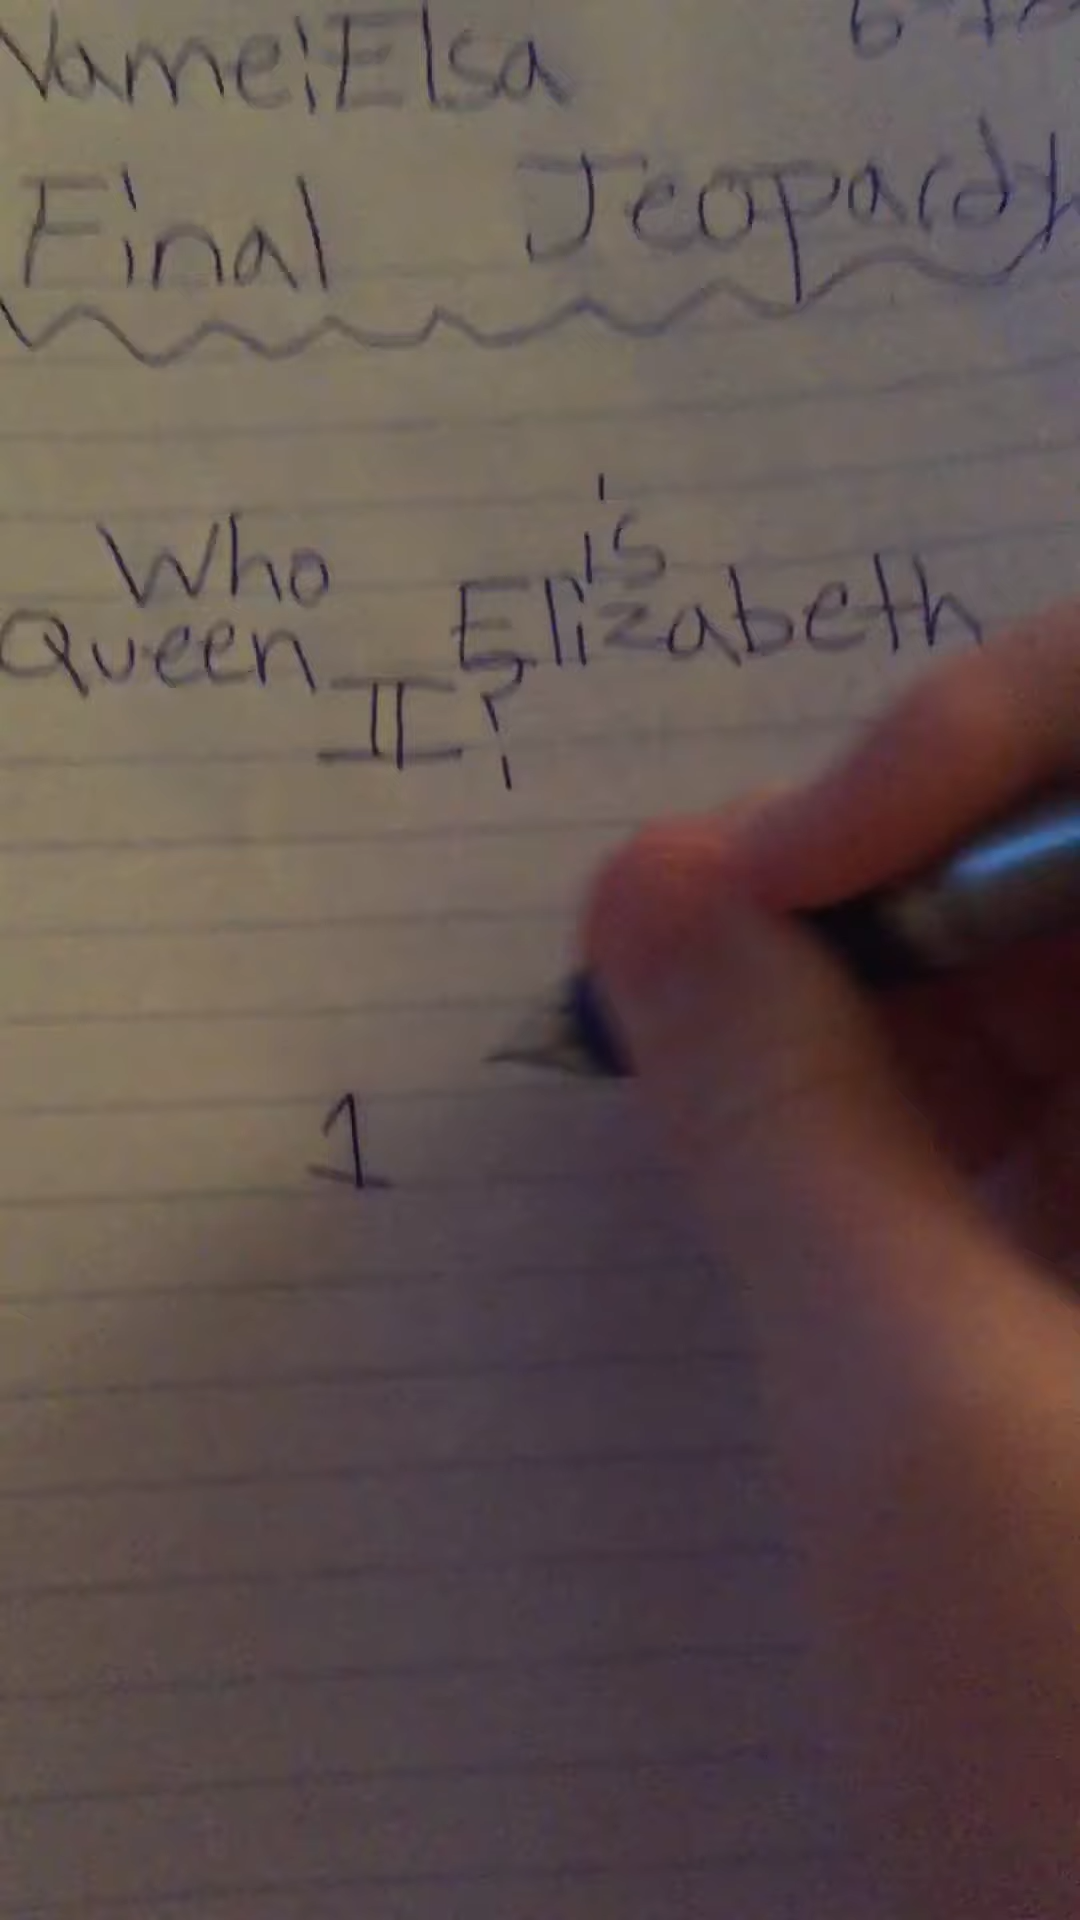 Name:Elsa
Final Jeopardy
Who is
Queen Elizabeth
II?
1